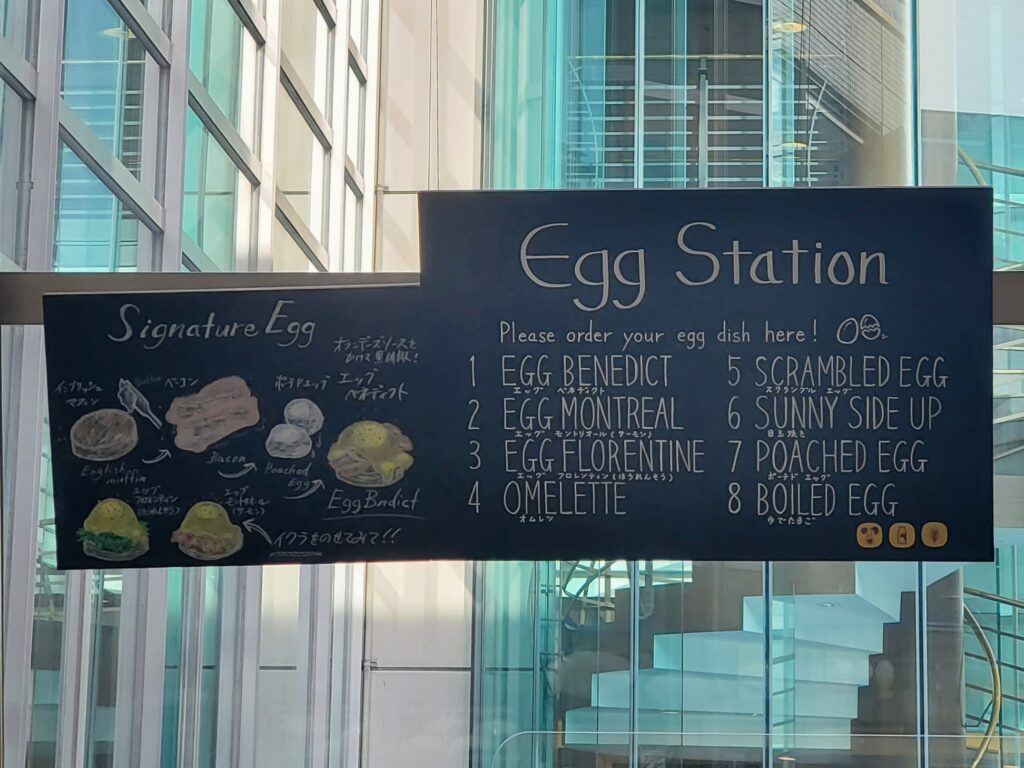 Signature Egg
オランデーズソースを
かけて黒胡椒!
イングリッシュ
マフィン
ベーコン
ポーチドエッグ
エッグ
ベネディクト
English
muffin
Bacon
Poached
Egg
Egg Bndict
エッグ
フロレンティン
(ほうれんそう)
エッグ
モントリオール
(サーモン)
イクラをのせてみて!!
Egg Station
Please order your egg dish here!
1 EGG BENEDICT
エッグ ベネディクト
2 EGG MONTREAL
エッグ モントリオール(サーモン)
3 EGG FLORENTINE
エッグ フロレンティン(ほうれんそう)
4 OMELETTE
オムレツ
5 SCRAMBLED EGG
スクランブル エッグ
6 SUNNY SIDE UP
目玉焼き
7 POACHED EGG
ポーチド エッグ
8 BOILED EGG
ゆでたまご